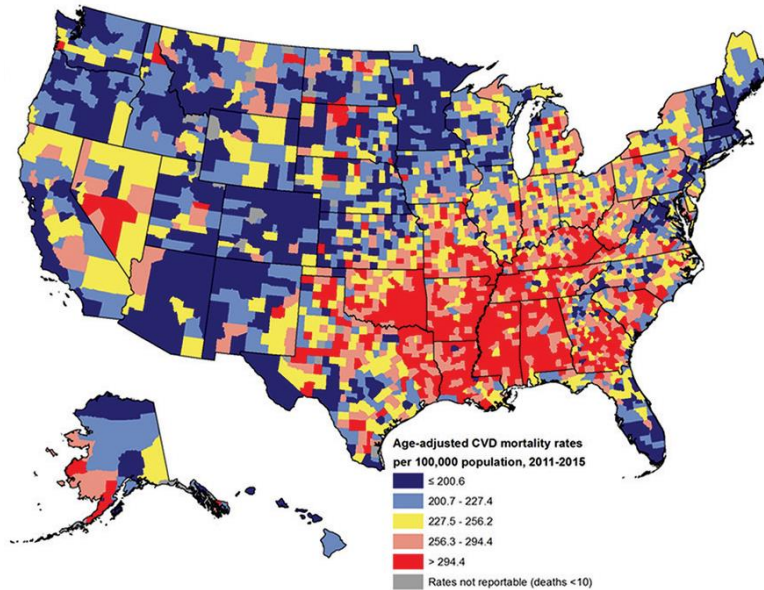 Age-adjusted CVD mortality rates
per 100,000 population, 2011-2015
≤ 200.6
200.7 - 227.4
227.5 - 256.2
256.3 - 294.4
> 294.4
Rates not reportable (deaths <10)